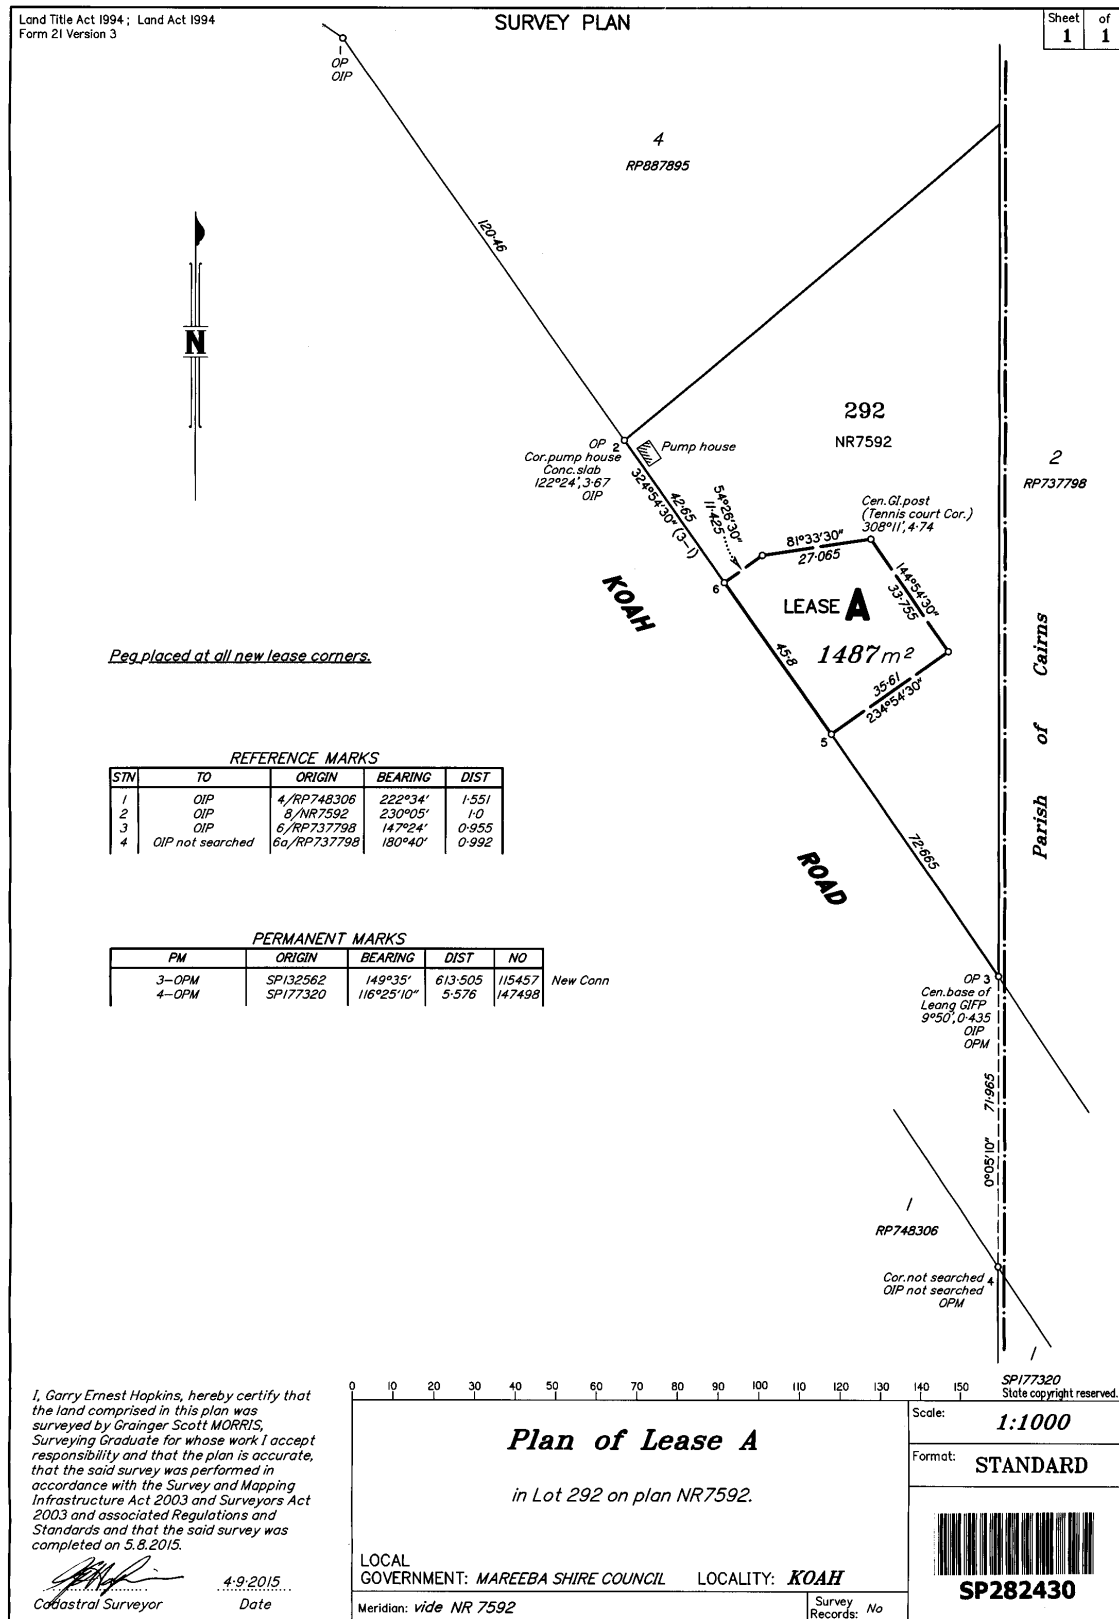 Land Title Act 1994 ; Land Act 1994
Form 21 Version 3
SURVEY PLAN
Sheet of
1 1
1
OP
OIP
4
RP887895
120·46
N
292
NR7592
2
RP737798
OP 2
Cor.pump house
Conc.slab
122°24',3·67
OIP
Pump house
324°54'30" (3-1)
42·65
54°26'30"
11·425
Cen.GI.post
(Tennis court Cor.)
308°11',4·74
81°33'30"
27·065
144°54'30"
33·755
6
LEASE A
1487m²
45·8
35·61
234°54'30"
5
KOAH
ROAD
Parish of Cairns
Peg placed at all new lease corners.
REFERENCE MARKS
STN TO ORIGIN BEARING DIST
1 OIP 4/RP748306 222°34' 1·551
2 OIP 8/NR7592 230°05' 1·0
3 OIP 6/RP737798 147°24' 0·955
4 OIP not searched 6a/RP737798 180°40' 0·992
72·665
PERMANENT MARKS
PM ORIGIN BEARING DIST NO
3-OPM SP132562 149°35' 613·505 115457 New Conn
4-OPM SP177320 116°25'10" 5·576 147498
OP 3
Cen.base of
Leang GIFP
9°50',0·435
OIP
OPM
71·965
0°05'10"
1
RP748306
Cor.not searched 4
OIP not searched
OPM
1
SP177320
State copyright reserved.
I, Garry Ernest Hopkins, hereby certify that
the land comprised in this plan was
surveyed by Grainger Scott MORRIS,
Surveying Graduate for whose work I accept
responsibility and that the plan is accurate,
that the said survey was performed in
accordance with the Survey and Mapping
Infrastructure Act 2003 and Surveyors Act
2003 and associated Regulations and
Standards and that the said survey was
completed on 5.8.2015.
4·9·2015
Cadastral Surveyor Date
0 10 20 30 40 50 60 70 80 90 100 110 120 130 140 150
Plan of Lease A
in Lot 292 on plan NR7592.
LOCAL
GOVERNMENT: MAREEBA SHIRE COUNCIL LOCALITY: KOAH
Meridian: vide NR 7592
Survey
Records: No
Scale: 1:1000
Format: STANDARD
SP282430